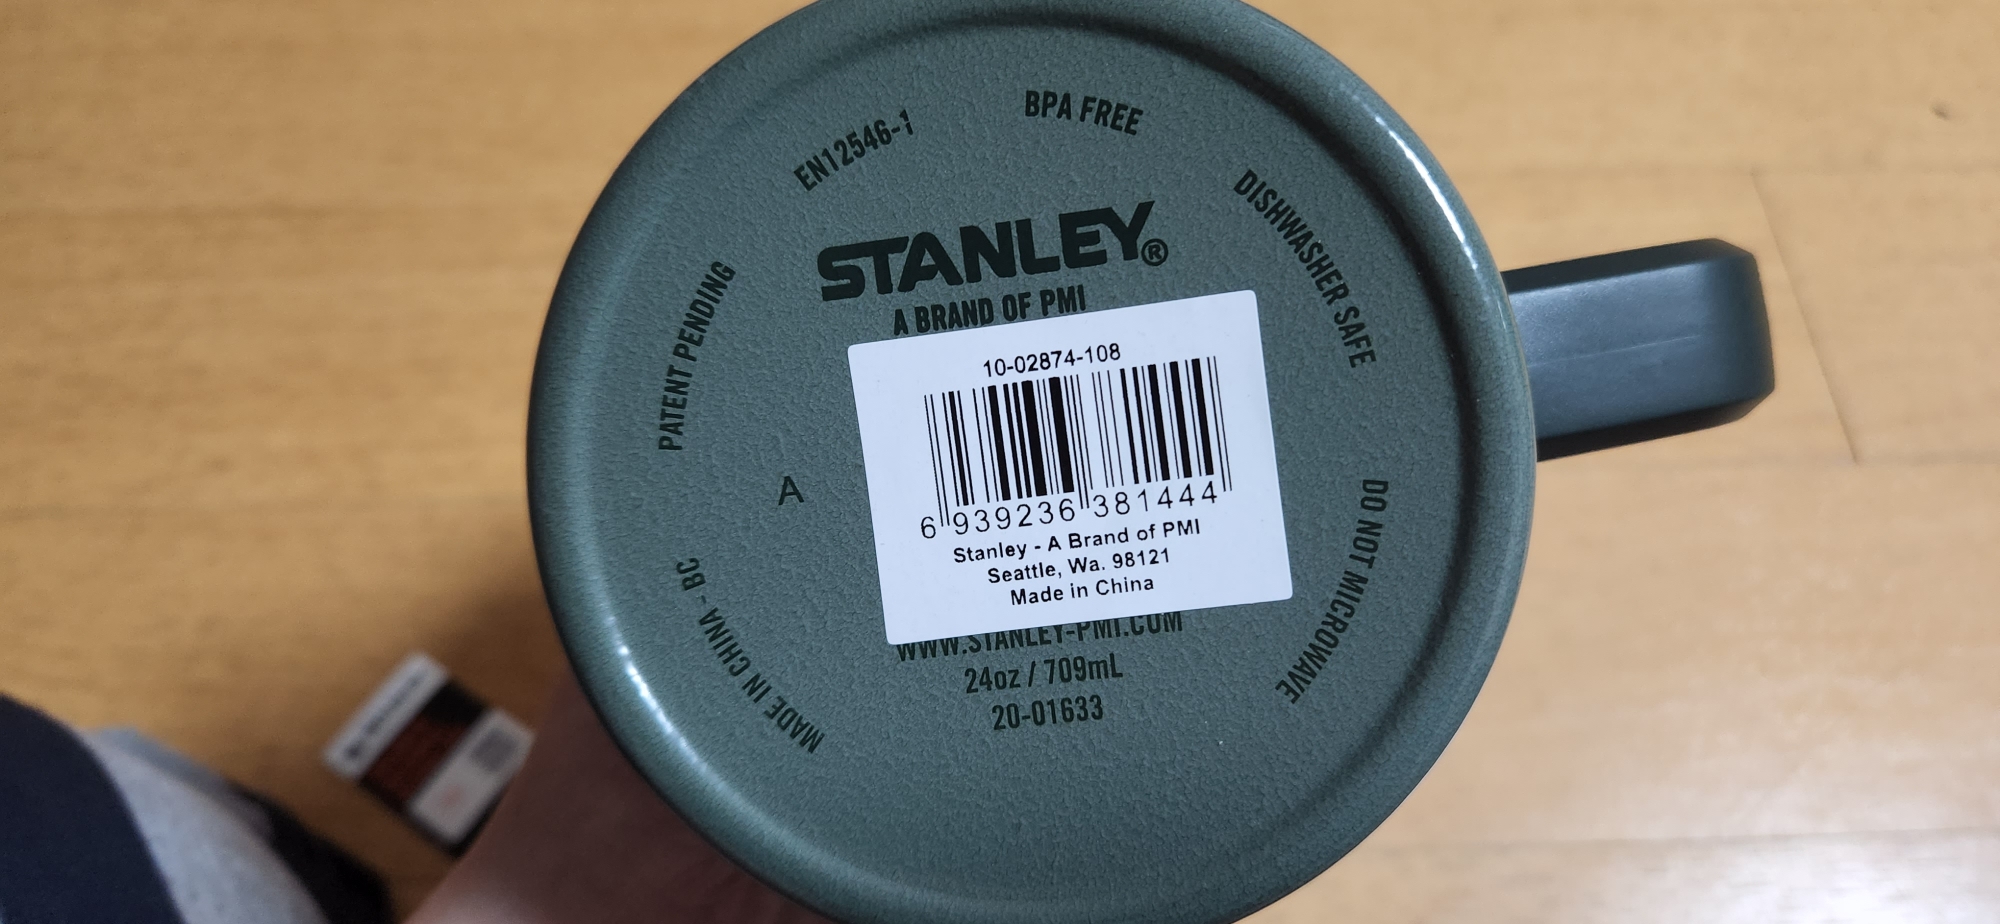 EN12546-1
BPA FREE
DISHWASHER SAFE
DO NOT MICROWAVE
PATENT PENDING
MADE IN CHINA - BC
STANLEY®
A BRAND OF PMI
A
10-02874-108
6 939236 381444
Stanley - A Brand of PMI
Seattle, Wa. 98121
Made in China
WWW.STANLEY-PMI.COM
24oz / 709mL
20-01633